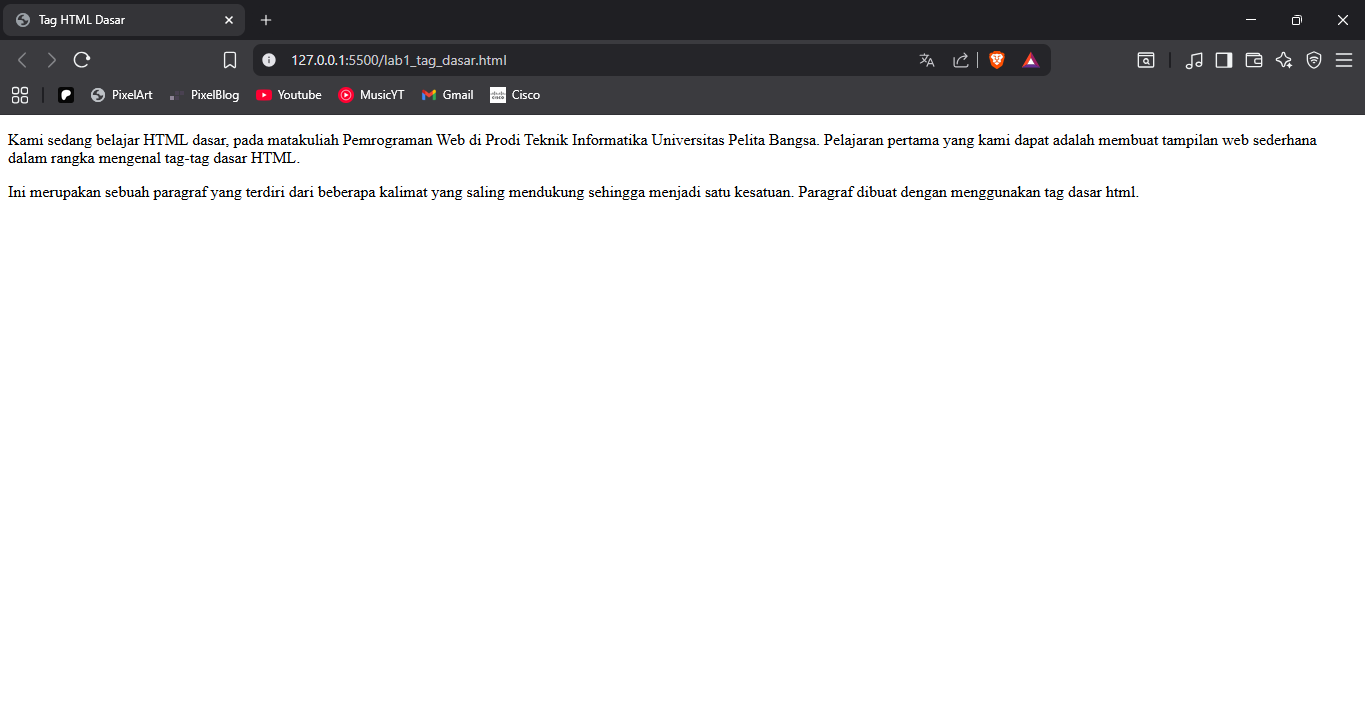 Tag HTML Dasar
127.0.0.1:5500/lab1_tag_dasar.html
PixelArt PixelBlog Youtube MusicYT Gmail Cisco
Kami sedang belajar HTML dasar, pada matakuliah Pemrograman Web di Prodi Teknik Informatika Universitas Pelita Bangsa. Pelajaran pertama yang kami dapat adalah membuat tampilan web sederhana
dalam rangka mengenal tag-tag dasar HTML.
Ini merupakan sebuah paragraf yang terdiri dari beberapa kalimat yang saling mendukung sehingga menjadi satu kesatuan. Paragraf dibuat dengan menggunakan tag dasar html.